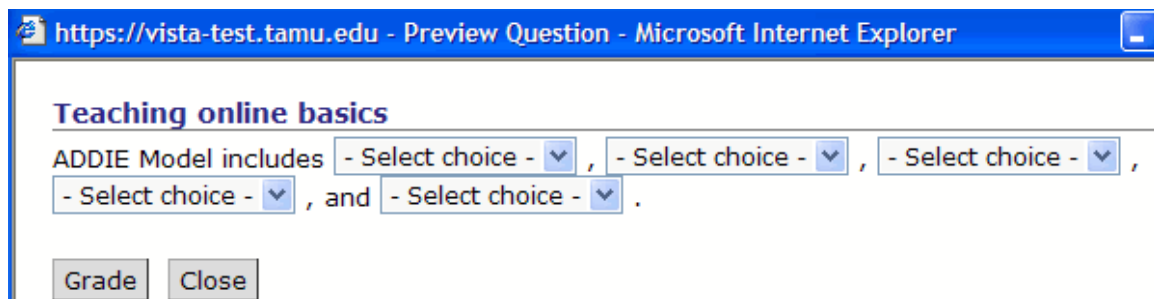 https://vista-test.tamu.edu - Preview Question - Microsoft Internet Explorer
Teaching online basics
ADDIE Model includes - Select choice - , - Select choice - , - Select choice - ,
- Select choice - , and - Select choice - .
Grade Close